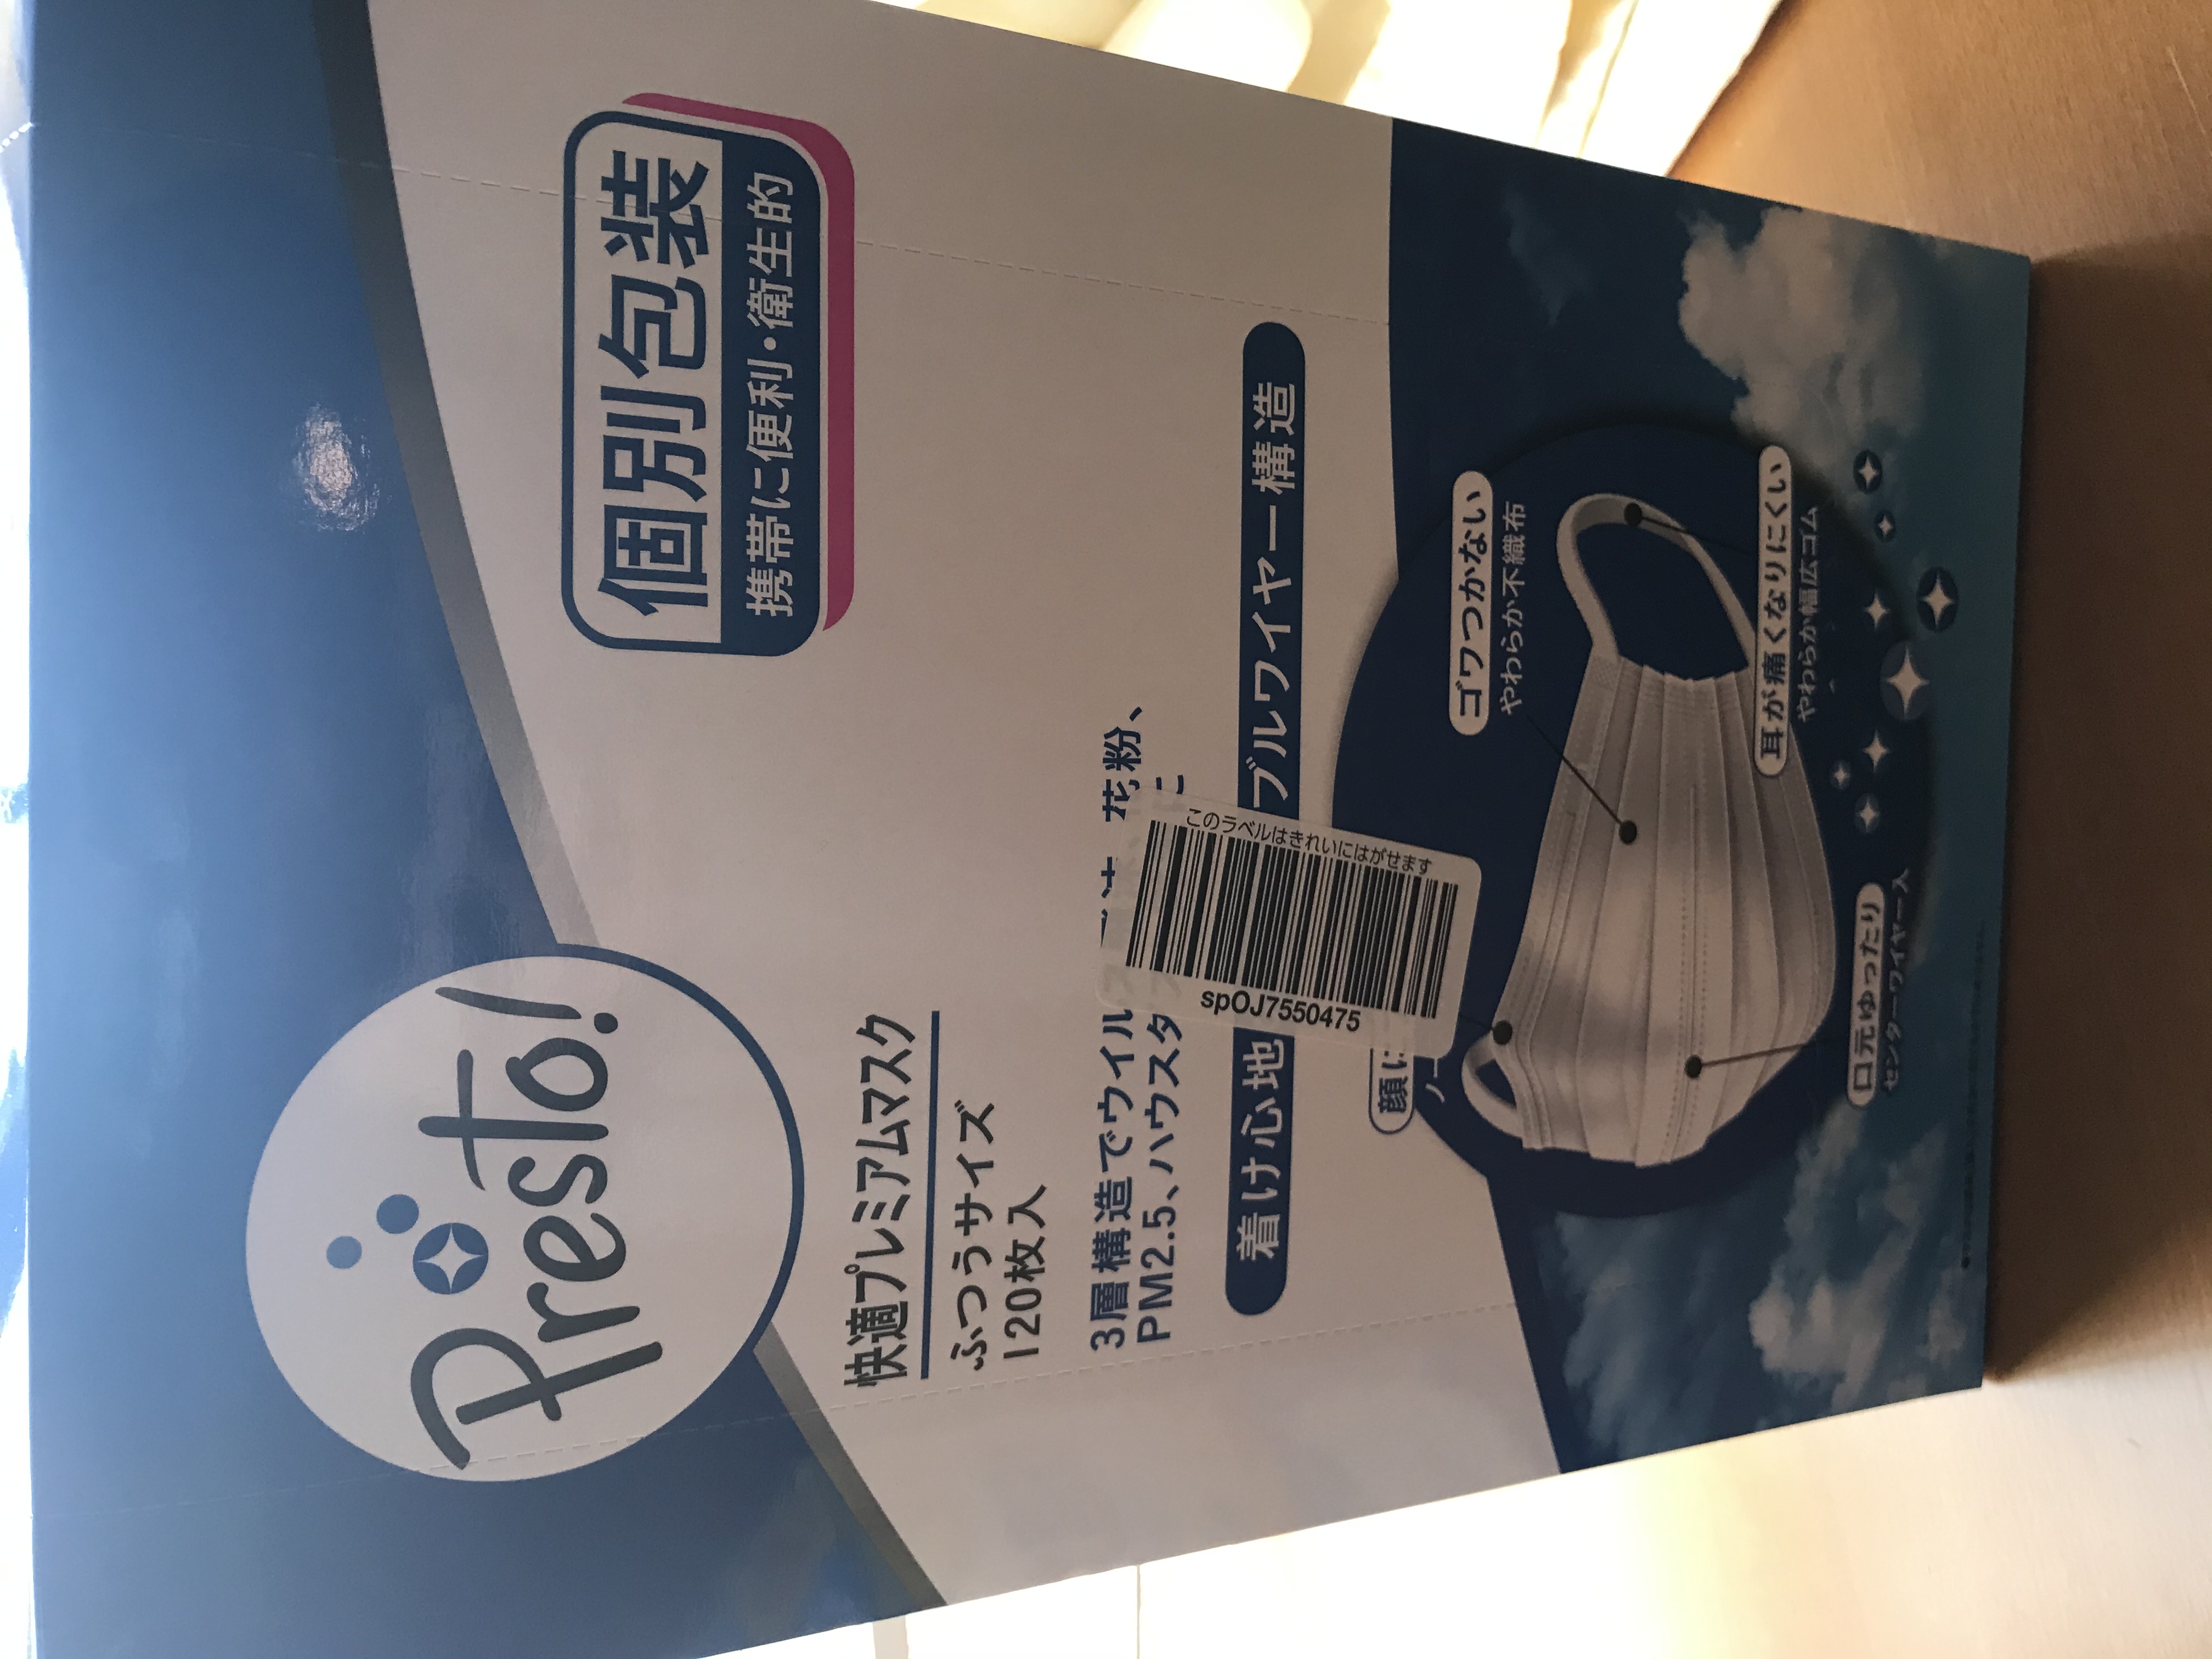 Presto!
個別包装
携帯に便利・衛生的
快適プレミアムマスク
ふつうサイズ
120枚入
3層構造でウイル 花粉、
PM2.5、ハウスダ に
着け心地 ブルワイヤー構造
このラベルはきれいにはがせます
spOJ7550475
顔に
ノー
ゴワつかない
やわらか不織布
耳が痛くなりにくい
やわらか幅広ゴム
口元ゆったり
センターワイヤー入